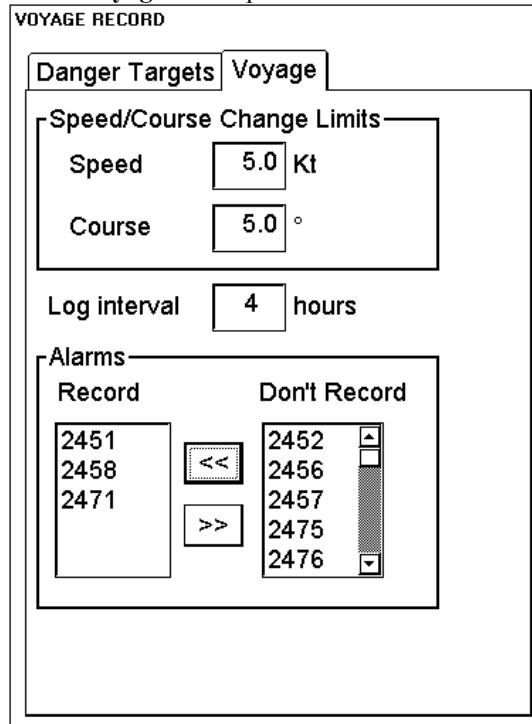 VOYAGE RECORD
Danger Targets Voyage
Speed/Course Change Limits
Speed 5.0 Kt
Course 5.0 °
Log interval 4 hours
Alarms
Record Don't Record
2451 2452
2458 << 2456
2471 2457
>> 2475
2476